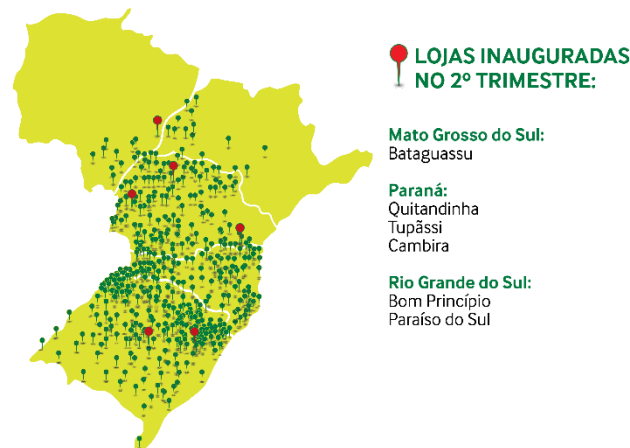 LOJAS INAUGURADAS
NO 2º TRIMESTRE:
Mato Grosso do Sul:
Bataguassu
Paraná:
Quitandinha
Tupãssi
Cambira
Rio Grande do Sul:
Bom Princípio
Paraíso do Sul